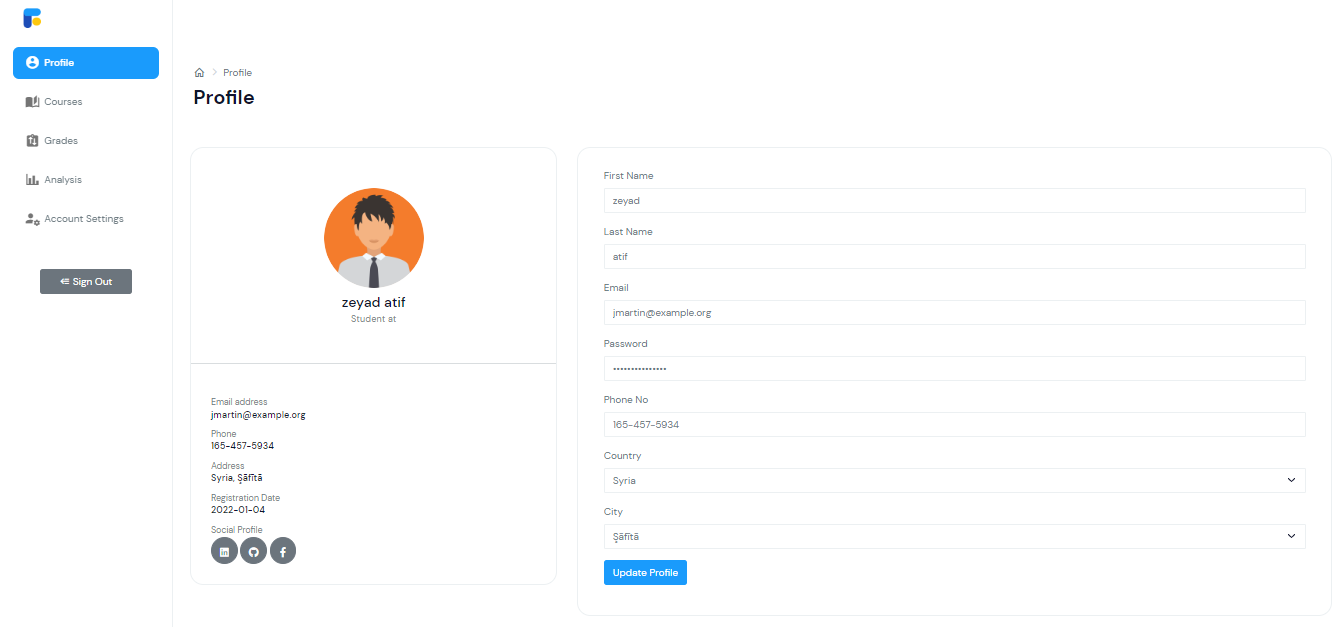 Profile
Courses
Grades
Analysis
Account Settings
Sign Out
Profile
Profile
zeyad atif
Student at
Email address
jmartin@example.org
Phone
165-457-5934
Address
Syria, Şāfītā
Registration Date
2022-01-04
Social Profile
First Name
zeyad
Last Name
atif
Email
jmartin@example.org
Password
•••••••••••••••
Phone No
165-457-5934
Country
Syria
City
Şāfītā
Update Profile